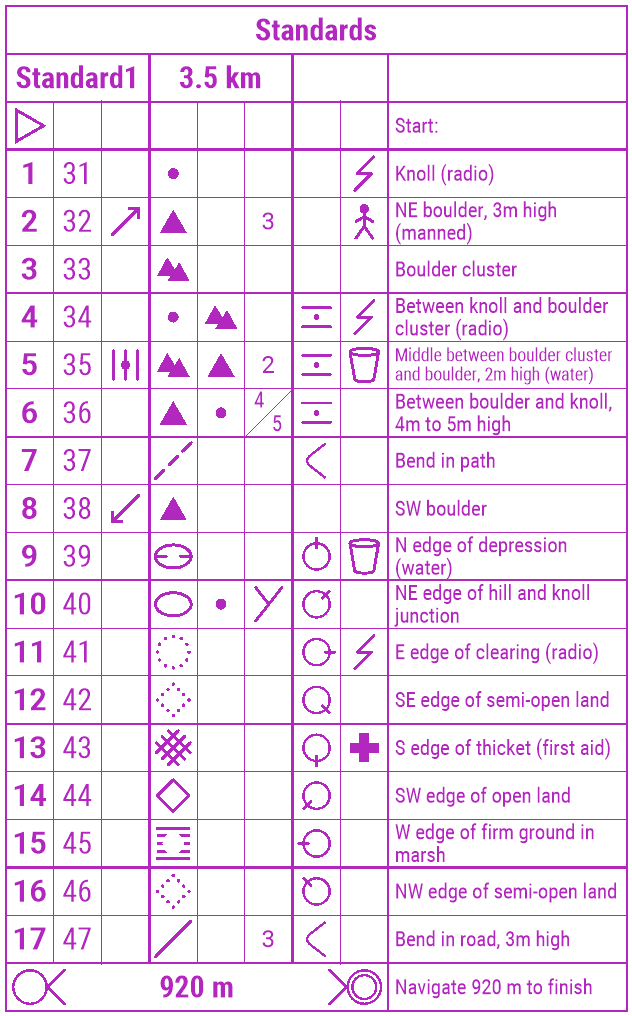 Standards
Standard1 3.5 km
Start:
1 31 Knoll (radio)
2 32 3 NE boulder, 3m high
(manned)
3 33 Boulder cluster
4 34 Between knoll and boulder
cluster (radio)
5 35 2 Middle between boulder cluster
and boulder, 2m high (water)
6 36 4 5 Between boulder and knoll,
4m to 5m high
7 37 Bend in path
8 38 SW boulder
9 39 N edge of depression
(water)
10 40 NE edge of hill and knoll
junction
11 41 E edge of clearing (radio)
12 42 SE edge of semi-open land
13 43 S edge of thicket (first aid)
14 44 SW edge of open land
15 45 W edge of firm ground in
marsh
16 46 NW edge of semi-open land
17 47 3 Bend in road, 3m high
920 m Navigate 920 m to finish